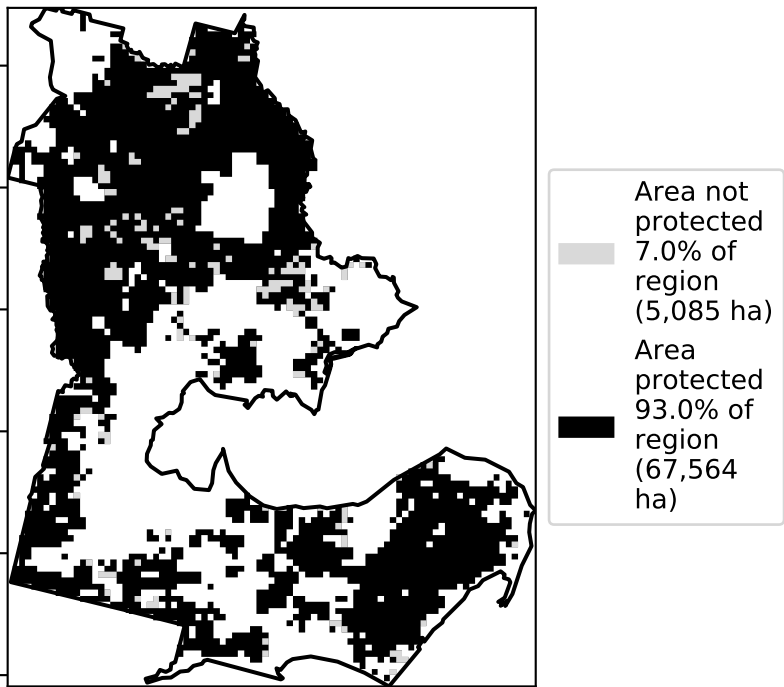 Area not
protected
7.0% of
region
(5,085 ha)
Area
protected
93.0% of
region
(67,564
ha)